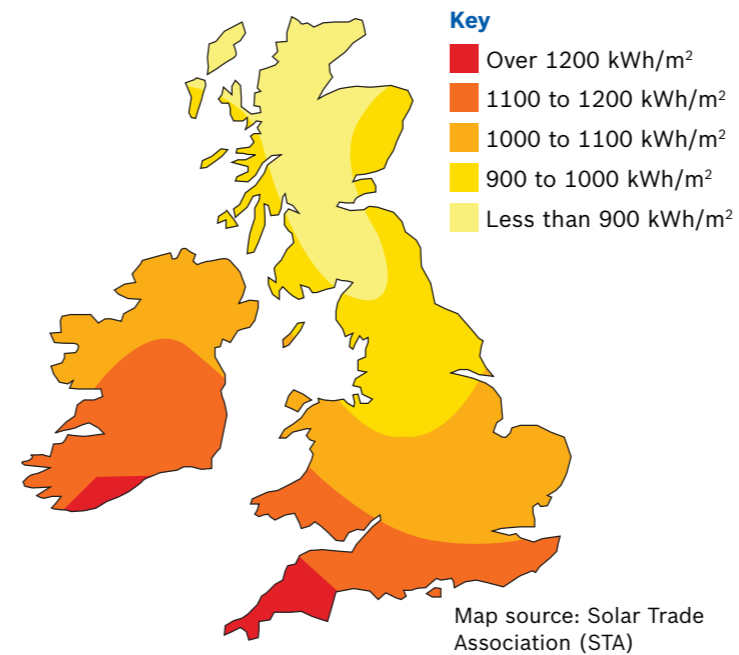 Key
Over 1200 kWh/m²
1100 to 1200 kWh/m²
1000 to 1100 kWh/m²
900 to 1000 kWh/m²
Less than 900 kWh/m²
Map source: Solar Trade
Association (STA)